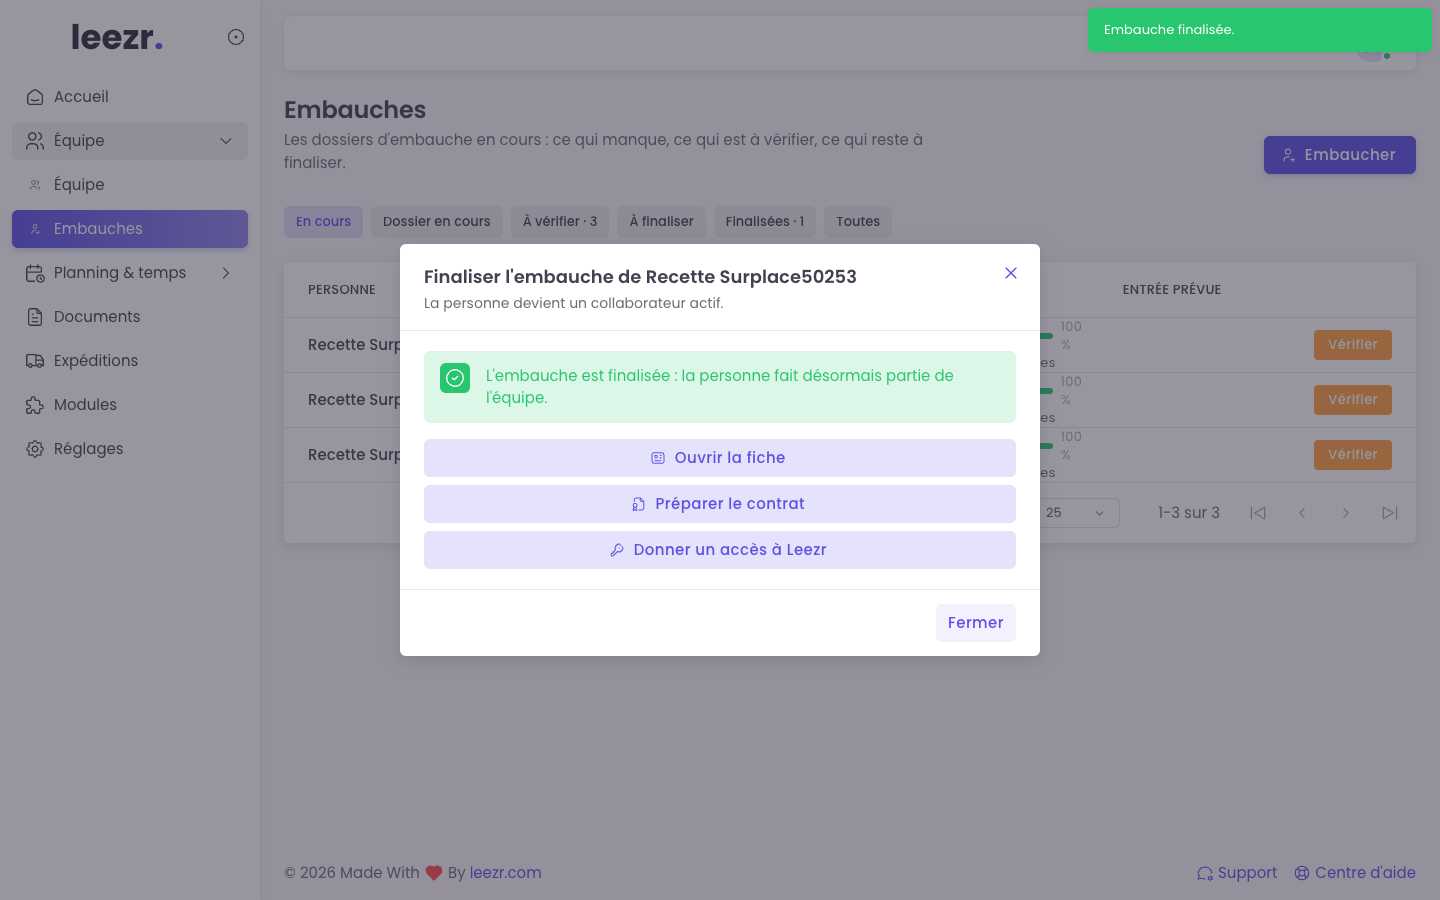 leezr.
Embauche finalisée.
Accueil
Équipe
Équipe
Embauches
Planning & temps
Documents
Expéditions
Modules
Réglages
Embauches
Les dossiers d'embauche en cours : ce qui manque, ce qui est à vérifier, ce qui reste à
finaliser.
Embaucher
En cours
Dossier en cours
À vérifier · 3
À finaliser
Finalisées · 1
Toutes
PERSONNE
ENTRÉE PRÉVUE
Recette Surp
100
%
es
Vérifier
Recette Surp
100
%
es
Vérifier
Recette Surp
100
%
es
Vérifier
25
1-3 sur 3
Finaliser l'embauche de Recette Surplace50253
La personne devient un collaborateur actif.
L'embauche est finalisée : la personne fait désormais partie de
l'équipe.
Ouvrir la fiche
Préparer le contrat
Donner un accès à Leezr
Fermer
© 2026 Made With By leezr.com
Support
Centre d'aide